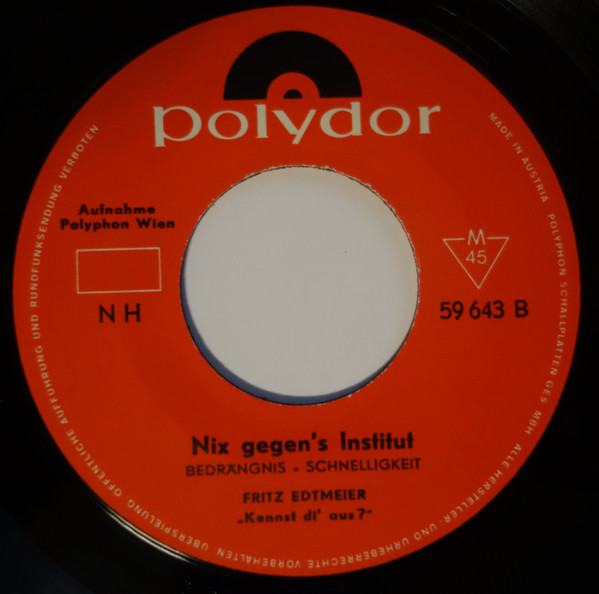 polydor
Aufnahme
Polyphon Wien
N H
M
45
59 643 B
Nix gegen's Institut
BEDRÄNGNIS - SCHNELLIGKEIT
FRITZ EDTMEIER
„Kennst di' aus?"
MADE IN AUSTRIA POLYPHON SCHALLPLATTEN GES MBH ALLE HERSTELLER- UND URHEBERRECHTE VORBEHALTEN ÜBERSPIELUNG ÖFFENTLICHE AUFFÜHRUNG UND RUNDFUNKSENDUNG VERBOTEN